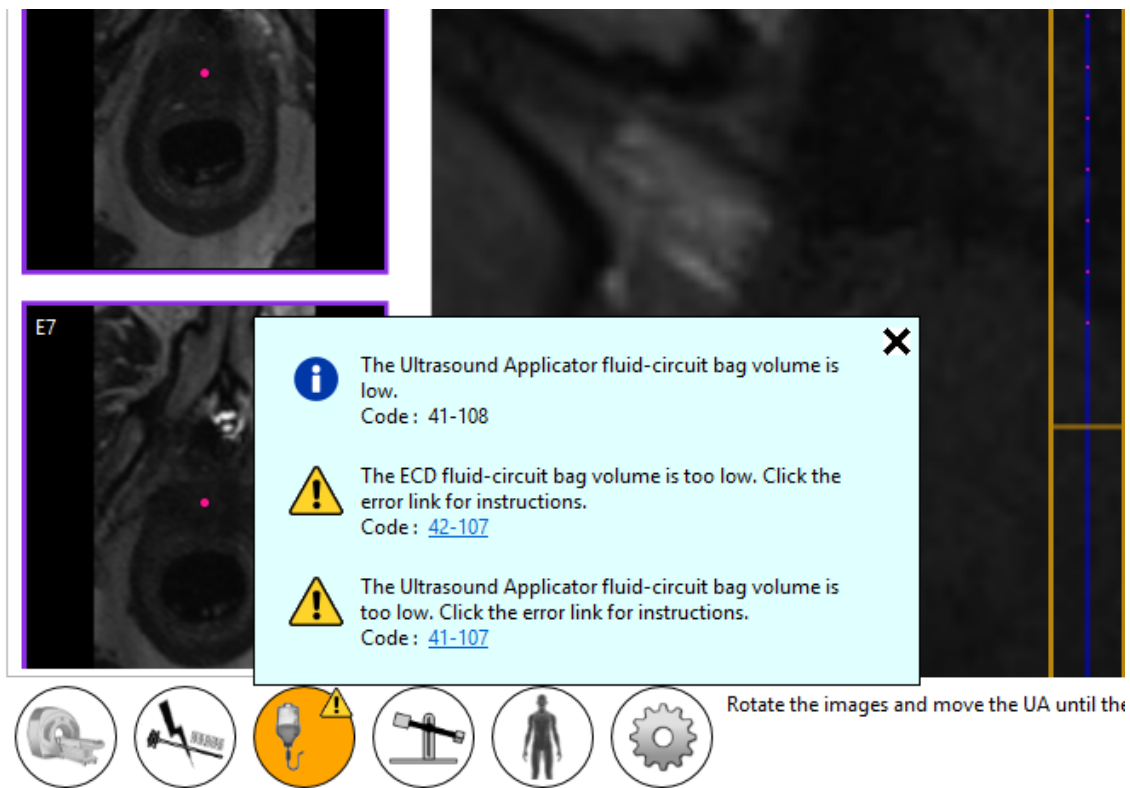 E7
The Ultrasound Applicator fluid-circuit bag volume is
low.
Code : 41-108
The ECD fluid-circuit bag volume is too low. Click the
error link for instructions.
Code : 42-107
The Ultrasound Applicator fluid-circuit bag volume is
too low. Click the error link for instructions.
Code : 41-107
Rotate the images and move the UA until the